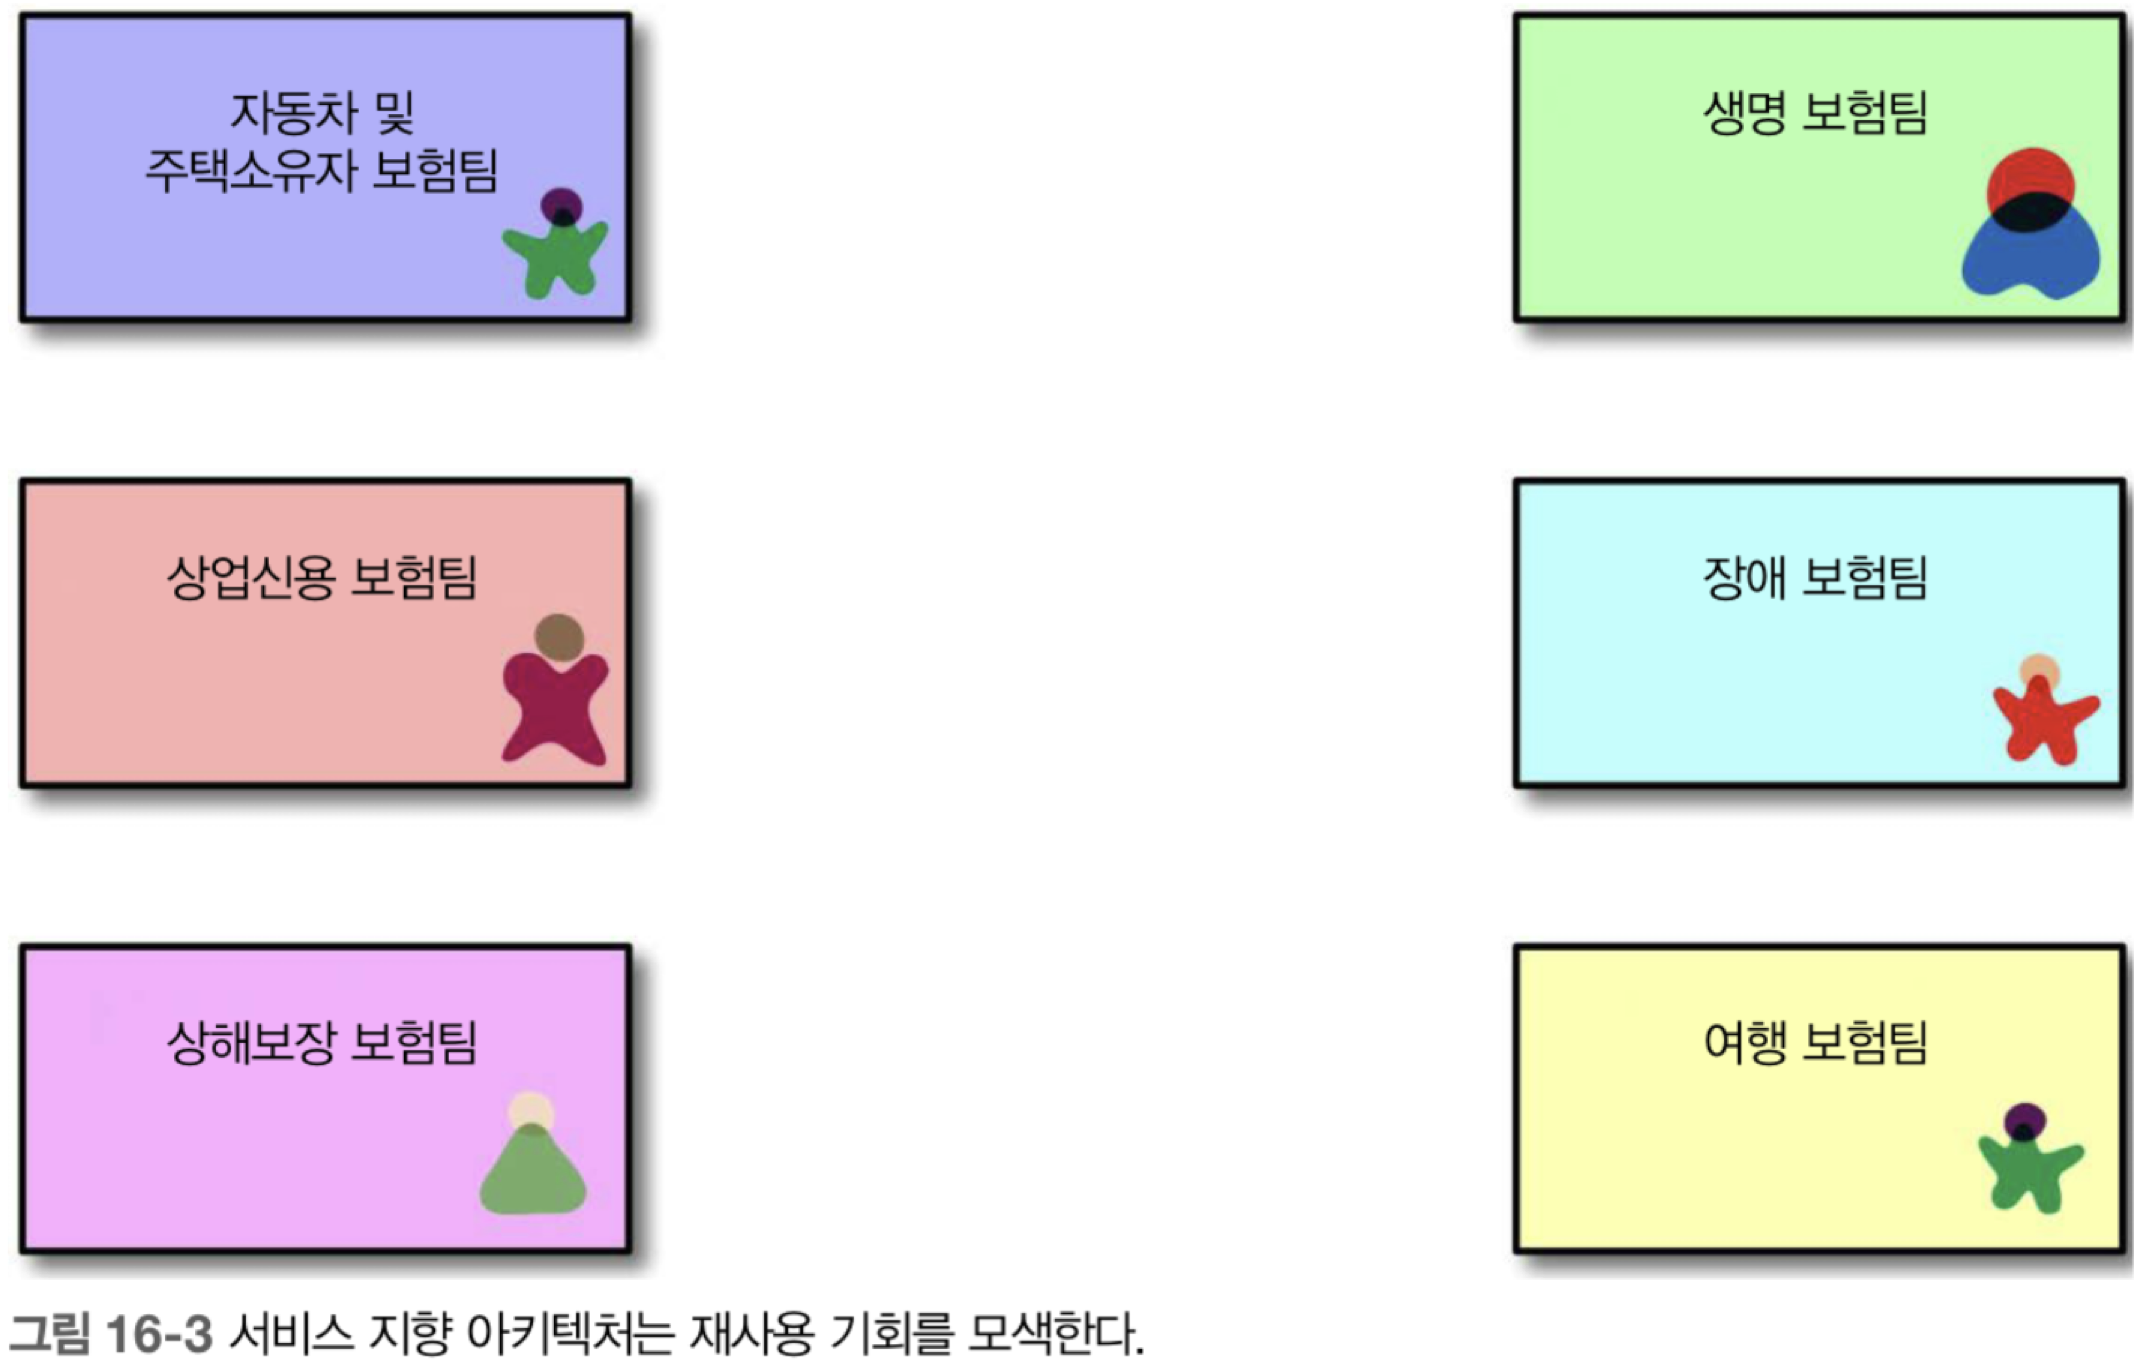 자동차 및
주택소유자 보험팀
생명 보험팀
상업신용 보험팀
장애 보험팀
상해보장 보험팀
여행 보험팀
그림 16-3 서비스 지향 아키텍처는 재사용 기회를 모색한다.